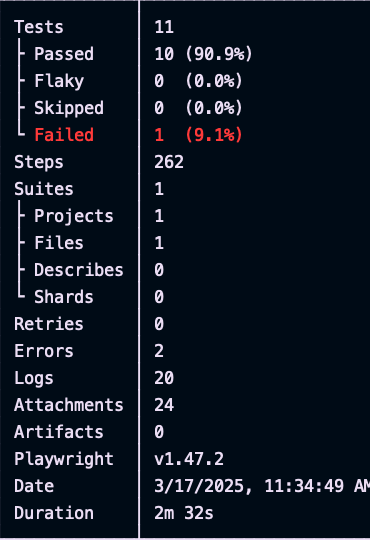 Tests 11
├ Passed 10 (90.9%)
├ Flaky 0 (0.0%)
├ Skipped 0 (0.0%)
└ Failed 1 (9.1%)
Steps 262
Suites 1
├ Projects 1
├ Files 1
├ Describes 0
└ Shards 0
Retries 0
Errors 2
Logs 20
Attachments 24
Artifacts 0
Playwright v1.47.2
Date 3/17/2025, 11:34:49 AM
Duration 2m 32s